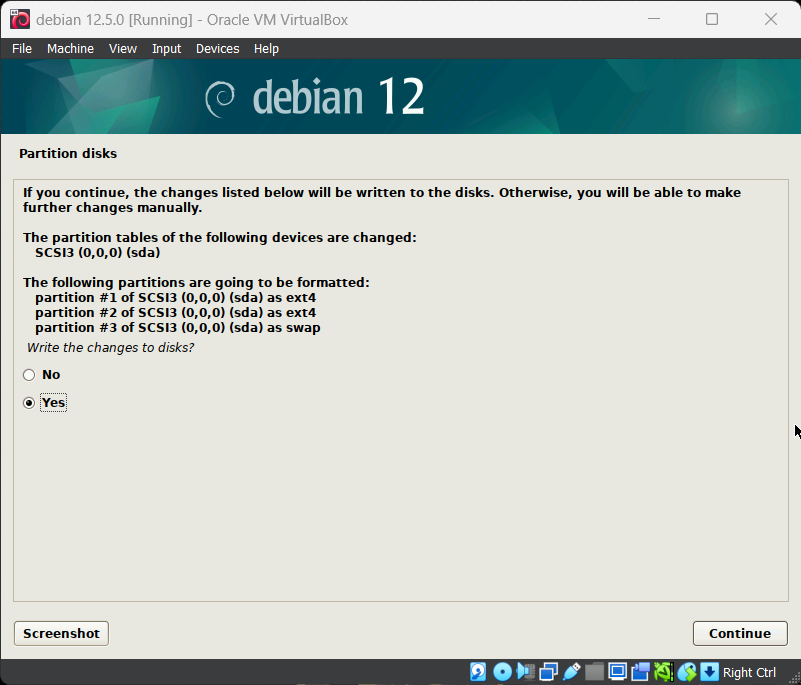 debian 12.5.0 [Running] - Oracle VM VirtualBox
File Machine View Input Devices Help
debian 12
Partition disks
If you continue, the changes listed below will be written to the disks. Otherwise, you will be able to make
further changes manually.
The partition tables of the following devices are changed:
SCSI3 (0,0,0) (sda)
The following partitions are going to be formatted:
partition #1 of SCSI3 (0,0,0) (sda) as ext4
partition #2 of SCSI3 (0,0,0) (sda) as ext4
partition #3 of SCSI3 (0,0,0) (sda) as swap
Write the changes to disks?
No
Yes
Screenshot Continue
Right Ctrl